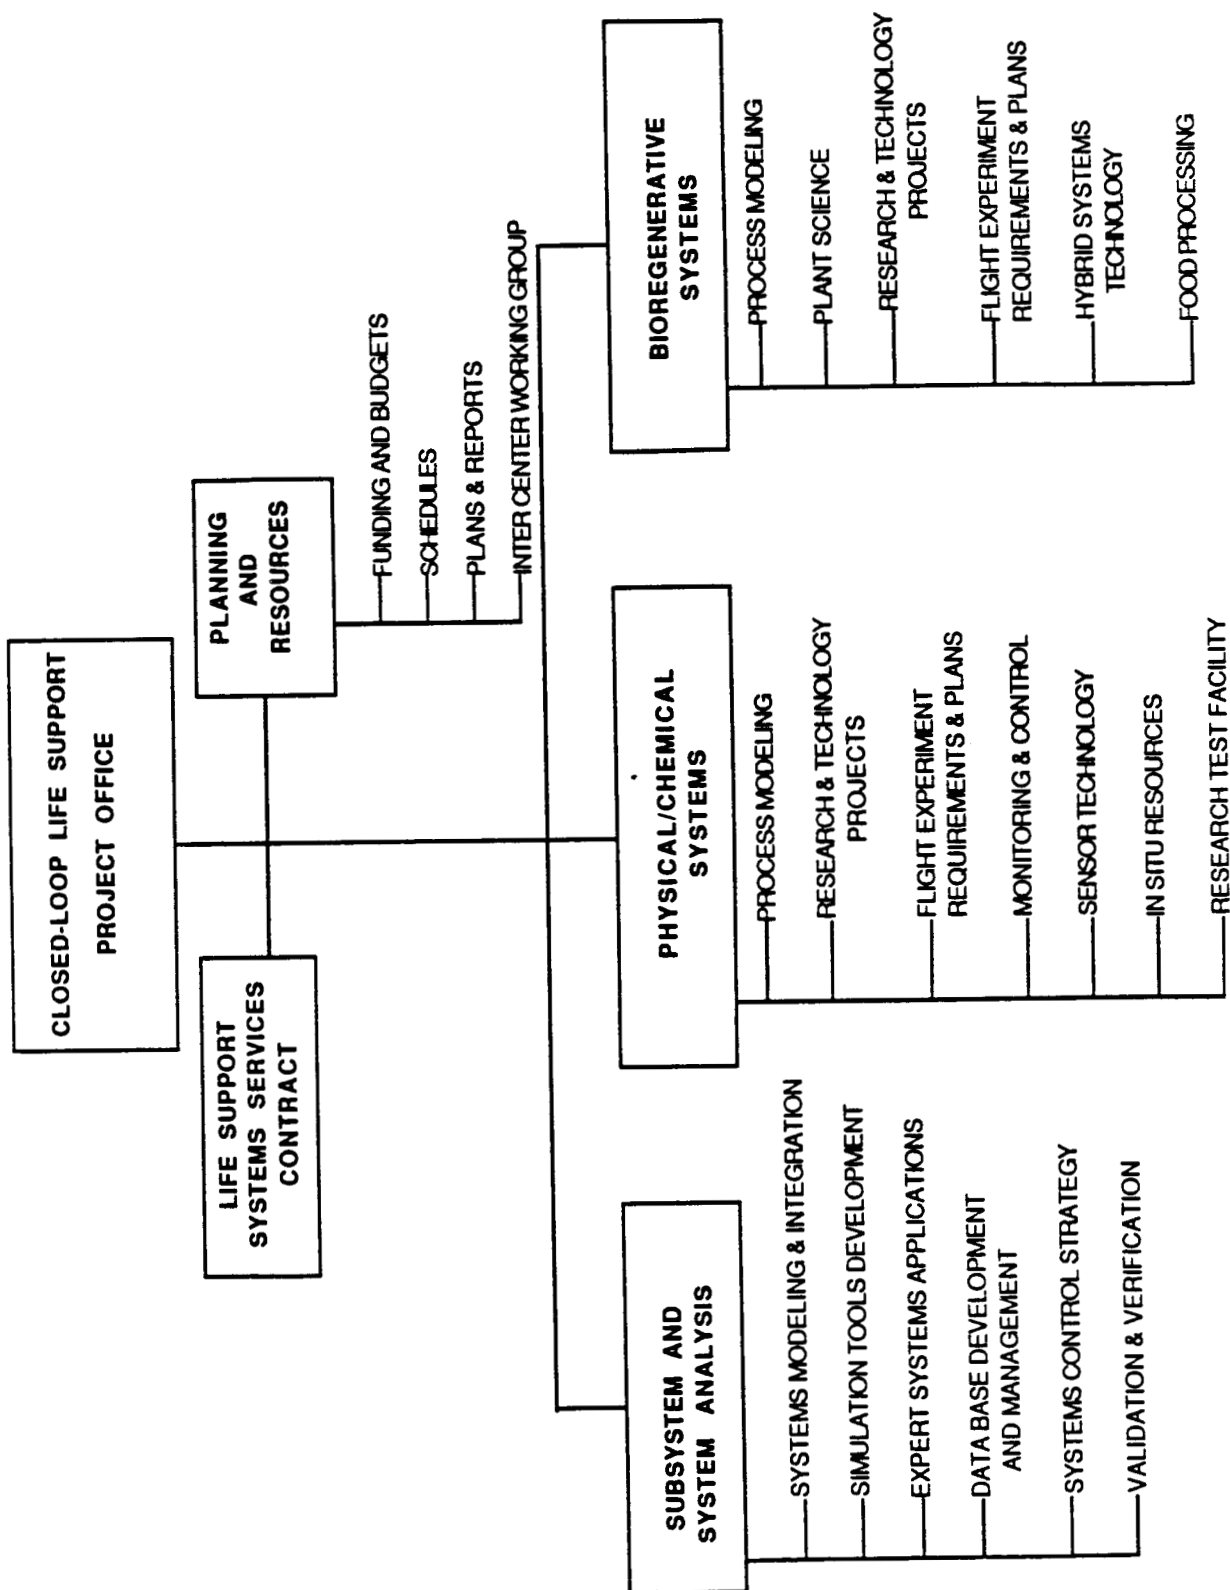 CLOSED-LOOP LIFE SUPPORT
PROJECT OFFICE
LIFE SUPPORT
SYSTEMS SERVICES
CONTRACT
PLANNING
AND
RESOURCES
FUNDING AND BUDGETS
SCHEDULES
PLANS & REPORTS
INTER CENTER WORKING GROUP
SUBSYSTEM AND
SYSTEM ANALYSIS
SYSTEMS MODELING & INTEGRATION
SIMULATION TOOLS DEVELOPMENT
EXPERT SYSTEMS APPLICATIONS
DATA BASE DEVELOPMENT
AND MANAGEMENT
SYSTEMS CONTROL STRATEGY
VALIDATION & VERIFICATION
PHYSICAL/CHEMICAL
SYSTEMS
PROCESS MODELING
RESEARCH & TECHNOLOGY
PROJECTS
FLIGHT EXPERIMENT
REQUIREMENTS & PLANS
MONITORING & CONTROL
SENSOR TECHNOLOGY
IN SITU RESOURCES
RESEARCH TEST FACILITY
BIOREGENERATIVE
SYSTEMS
PROCESS MODELING
PLANT SCIENCE
RESEARCH & TECHNOLOGY
PROJECTS
FLIGHT EXPERIMENT
REQUIREMENTS & PLANS
HYBRID SYSTEMS
TECHNOLOGY
FOOD PROCESSING